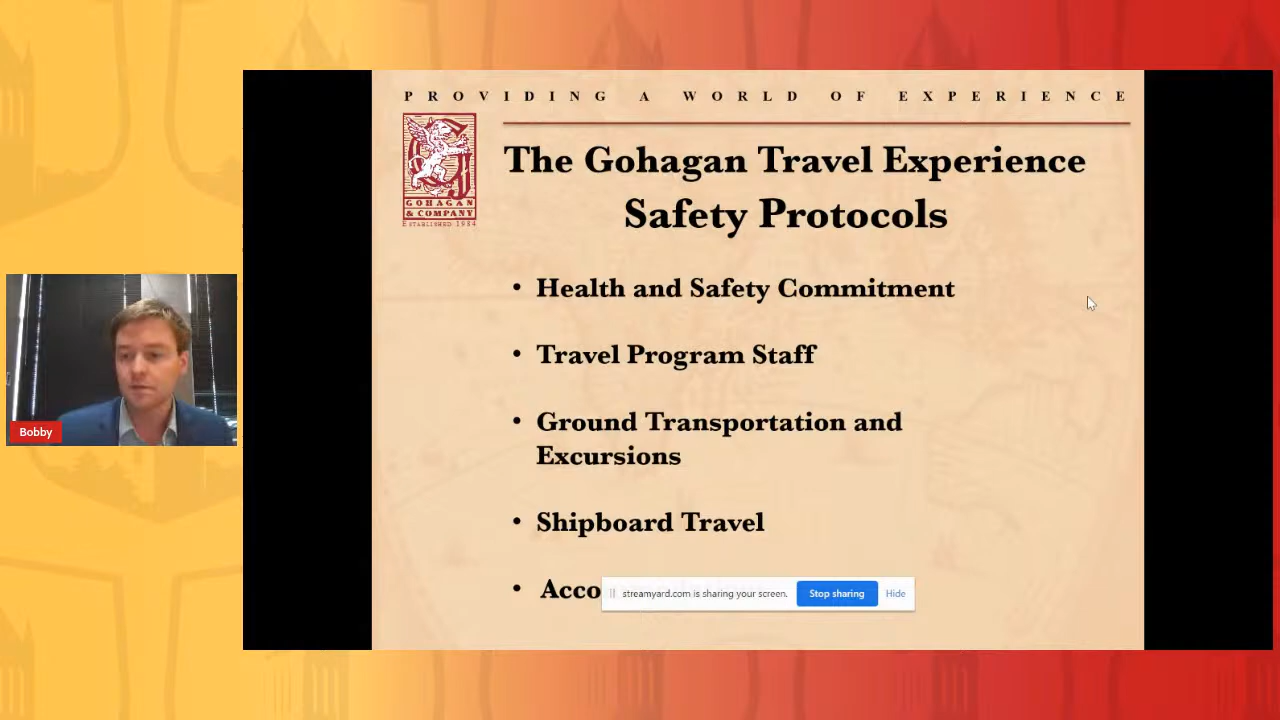 PROVIDING A WORLD OF EXPERIENCE
GOHAGAN
& COMPANY
ESTABLISHED 1984
The Gohagan Travel Experience
Safety Protocols
• Health and Safety Commitment
• Travel Program Staff
• Ground Transportation and
Excursions
• Shipboard Travel
• Acco
streamyard.com is sharing your screen.
Stop sharing
Hide
Bobby